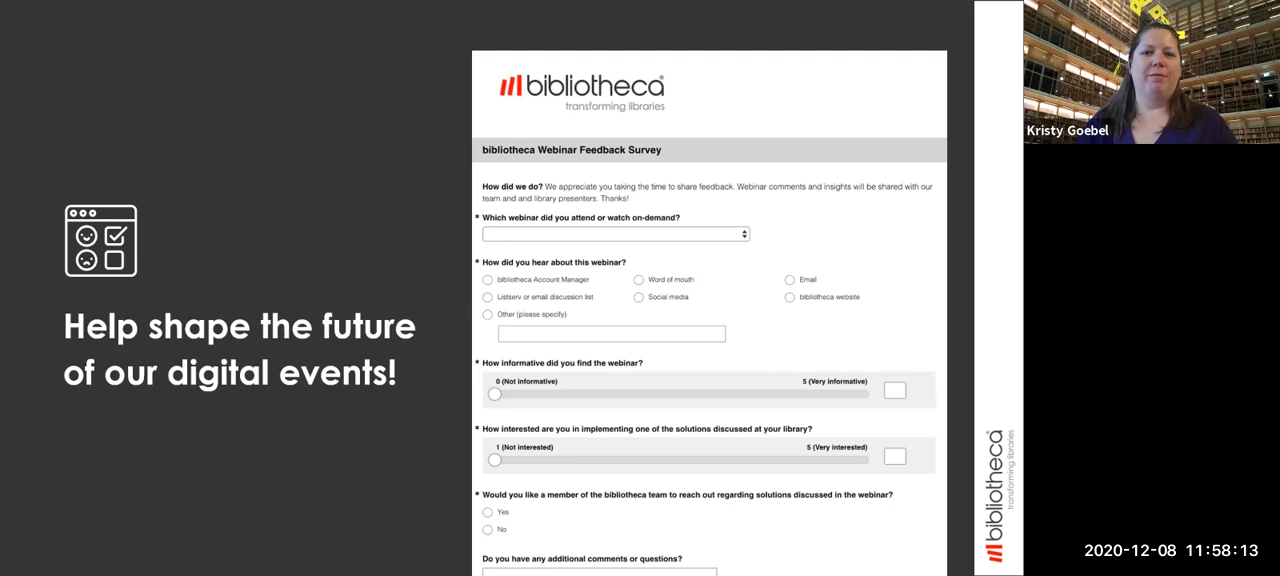 Help shape the future
of our digital events!
bibliotheca
transforming libraries
bibliotheca Webinar Feedback Survey
How did we do? We appreciate you taking the time to share feedback. Webinar comments and insights will be shared with our
team and and library presenters. Thanks!
* Which webinar did you attend or watch on-demand?
* How did you hear about this webinar?
bibliotheca Account Manager
Word of mouth
Email
Listserv or email discussion list
Social media
bibliotheca website
Other (please specify)
* How informative did you find the webinar?
0 (Not informative)
5 (Very informative)
* How interested are you in implementing one of the solutions discussed at your library?
1 (Not interested)
5 (Very interested)
* Would you like a member of the bibliotheca team to reach out regarding solutions discussed in the webinar?
Yes
No
Do you have any additional comments or questions?
bibliotheca
transforming libraries
Kristy Goebel
2020-12-08 11:58:13